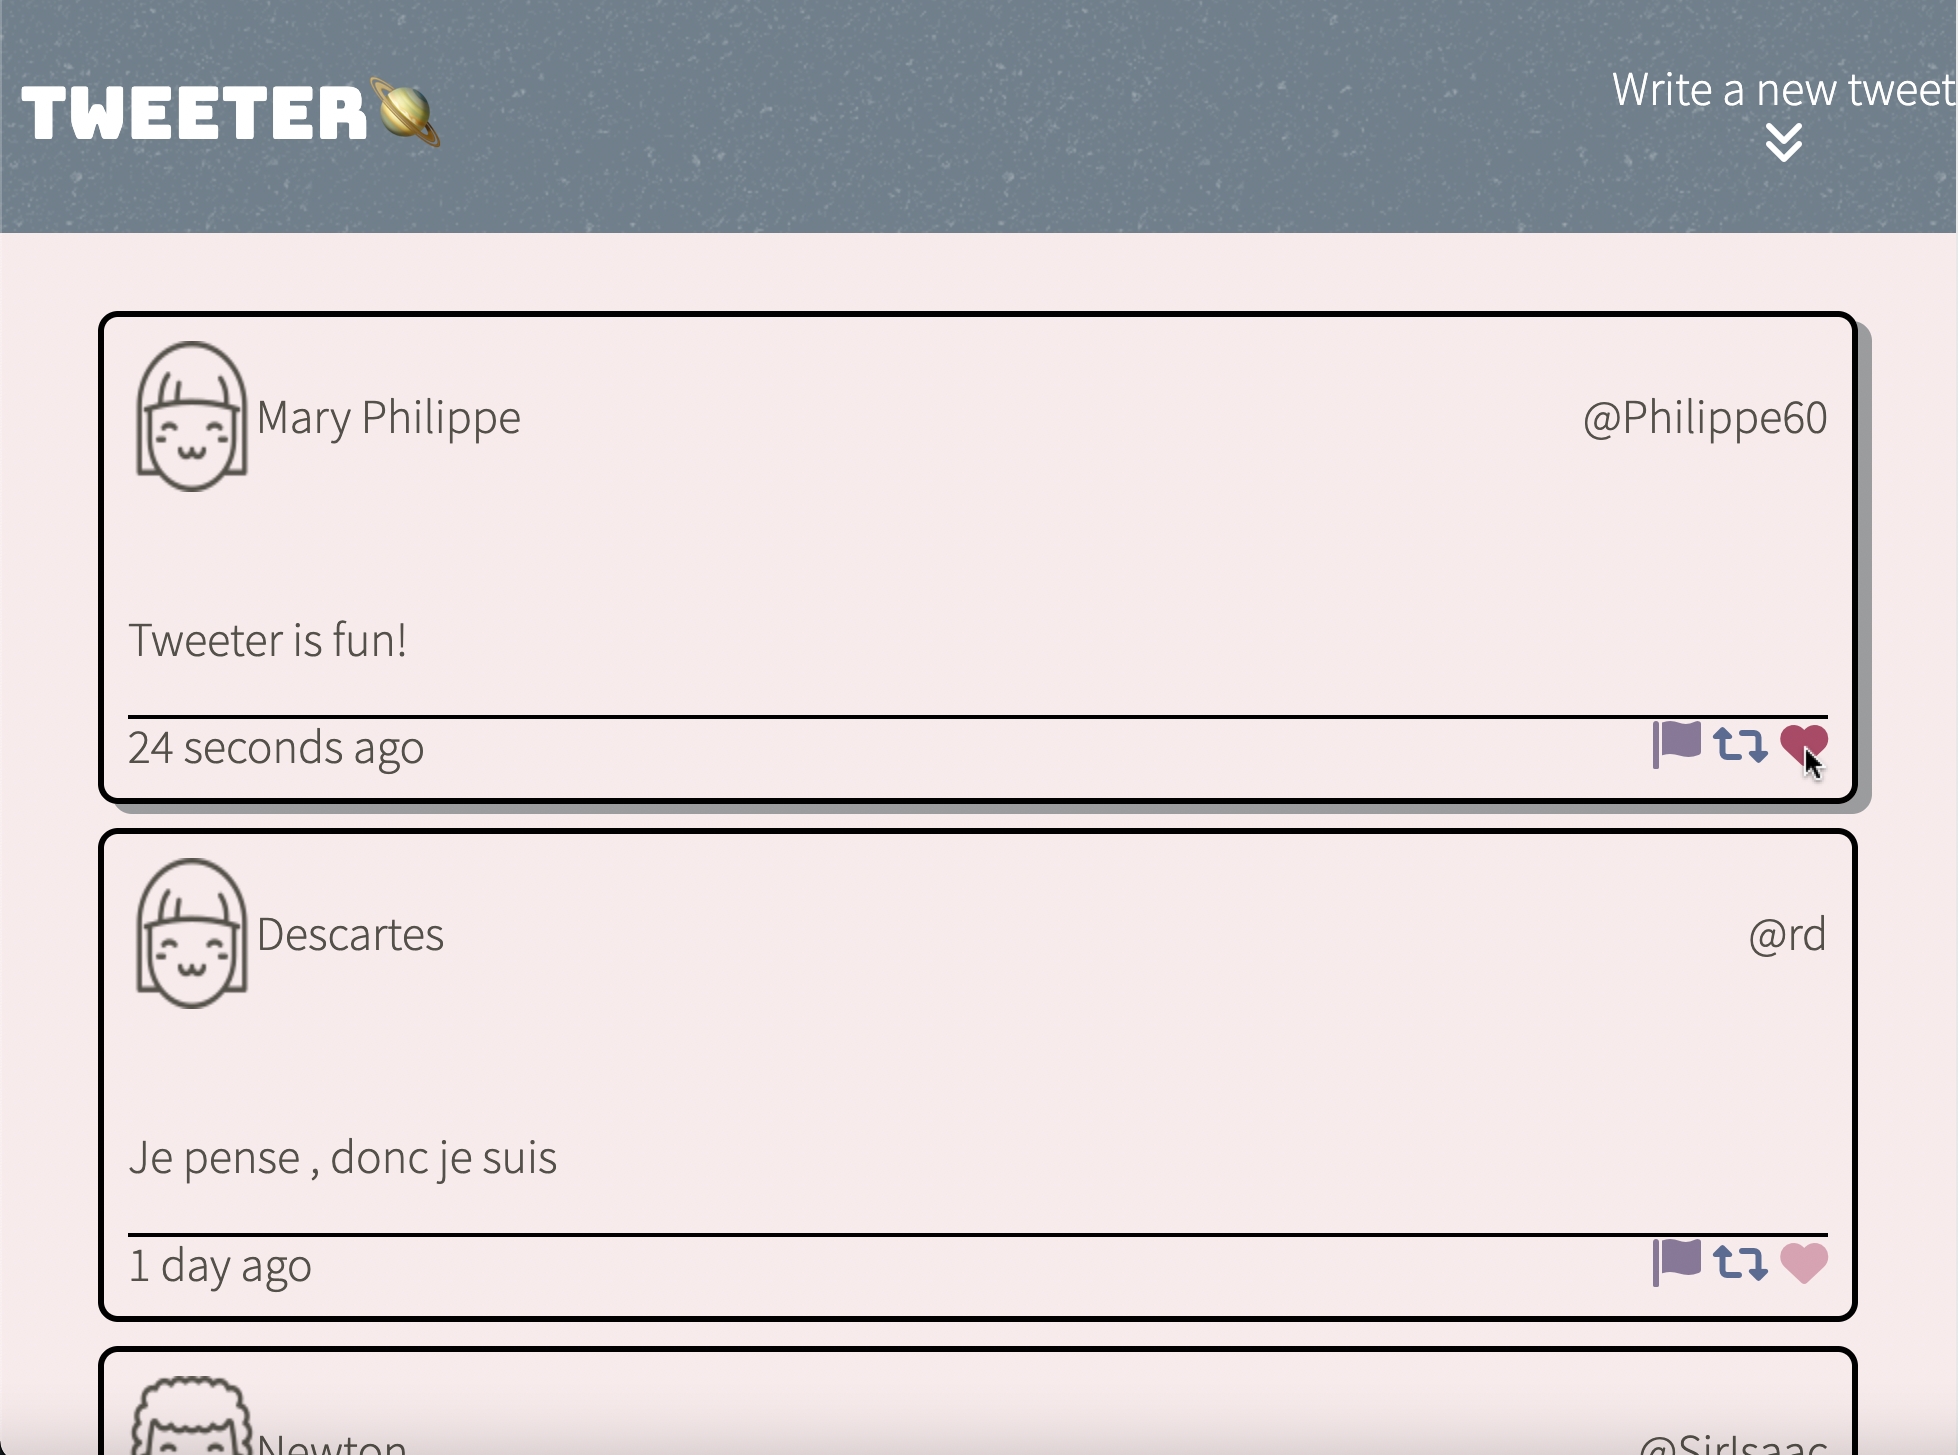 TWEETER
Write a new tweet
Mary Philippe
@Philippe60
Tweeter is fun!
24 seconds ago
Descartes
@rd
Je pense , donc je suis
1 day ago
Newton
@SirIsaac